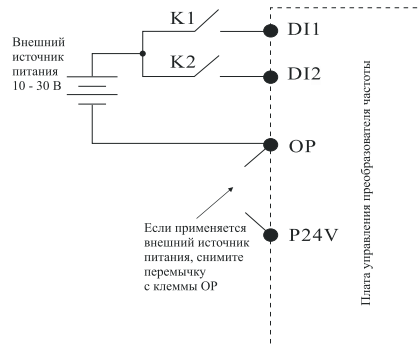 K1
DI1
Внешний
источник
питания
10 - 30 В
K2
DI2
OP
Если применяется
внешний источник
питания, снимите
перемычку
с клеммы OP
P24V
Плата управления преобразователя частоты